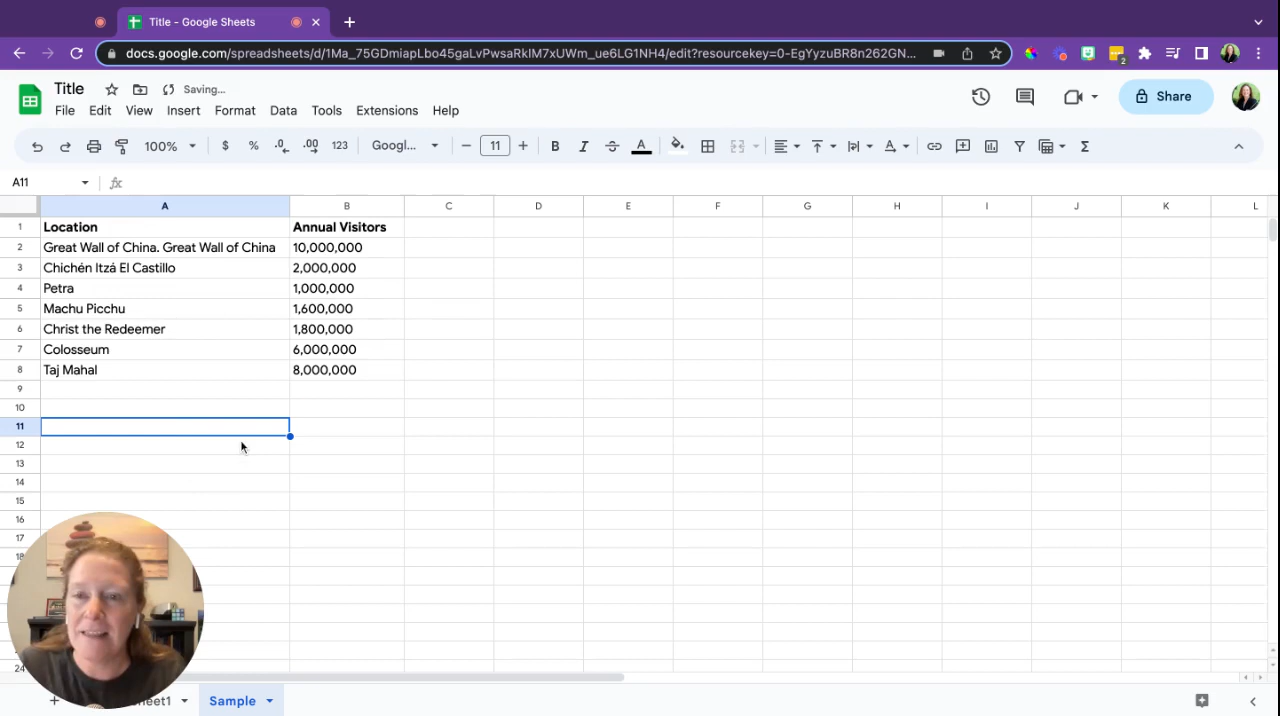 Title - Google Sheets
docs.google.com/spreadsheets/d/1Ma_75GDmiapLbo45gaLvPwsaRkIM7xUWm_ue6LG1NH4/edit?resourcekey=0-EgYyzuBR8n262GN...
2
Title
Saving...
File Edit View Insert Format Data Tools Extensions Help
Share
100% $ % .0 .00 123 Googl... 11 B I S A Σ
A11 fx
A B C D E F G H I J K L
1 Location Annual Visitors
2 Great Wall of China. Great Wall of China 10,000,000
3 Chichén Itzá El Castillo 2,000,000
4 Petra 1,000,000
5 Machu Picchu 1,600,000
6 Christ the Redeemer 1,800,000
7 Colosseum 6,000,000
8 Taj Mahal 8,000,000
9
10
11
12
13
14
15
16
17
18
24
Sample